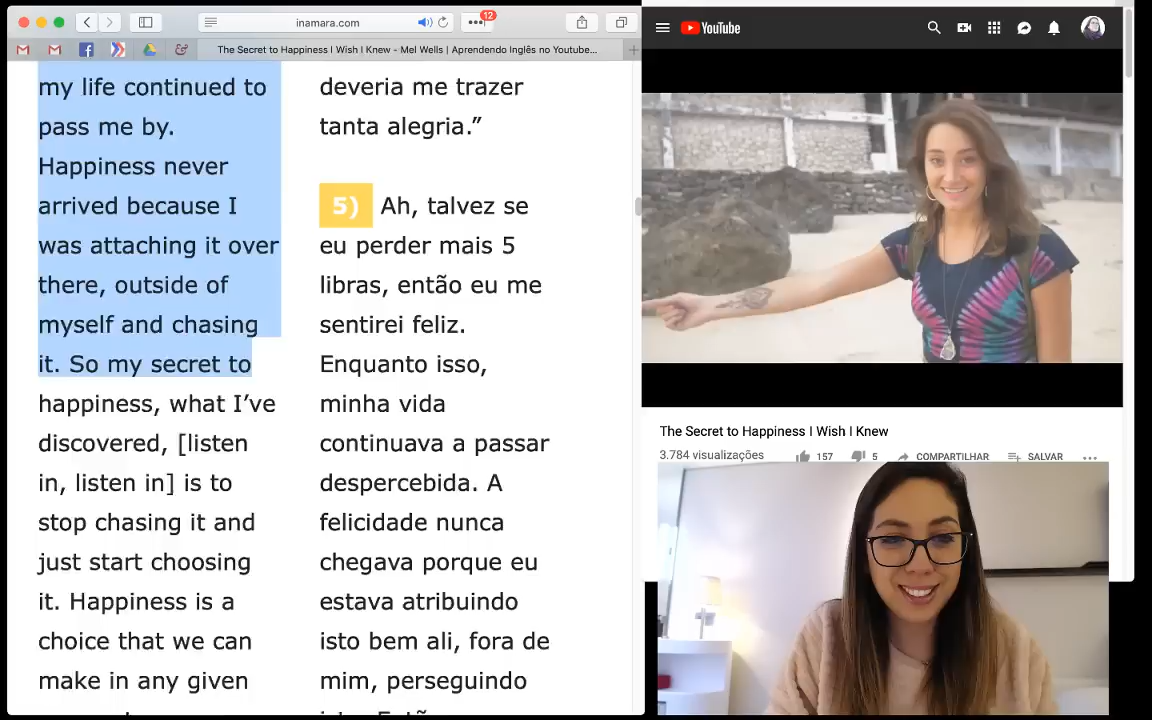 inamara.com
12
The Secret to Happiness I Wish I Knew - Mel Wells | Aprendendo Inglês no Youtube...
my life continued to
pass me by.
Happiness never
arrived because I
was attaching it over
there, outside of
myself and chasing
it. So my secret to
happiness, what I’ve
discovered, [listen
in, listen in] is to
stop chasing it and
just start choosing
it. Happiness is a
choice that we can
make in any given
deveria me trazer
tanta alegria.”
5) Ah, talvez se
eu perder mais 5
libras, então eu me
sentirei feliz.
Enquanto isso,
minha vida
continuava a passar
despercebida. A
felicidade nunca
chegava porque eu
estava atribuindo
isto bem ali, fora de
mim, perseguindo
YouTube
The Secret to Happiness I Wish I Knew
3.784 visualizações
157
5
COMPARTILHAR
SALVAR